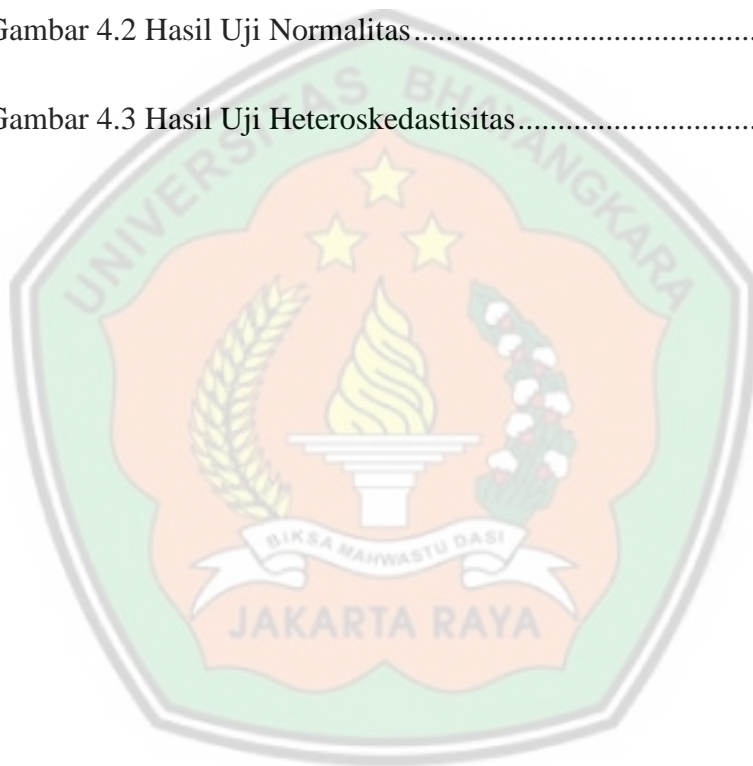 Gambar 4.2 Hasil Uji Normalitas..........................................
Gambar 4.3 Hasil Uji Heteroskedastisitas..............................
UNIVERSITAS BHAYANGKARA
BIKSA MAHWASTU DASI
JAKARTA RAYA